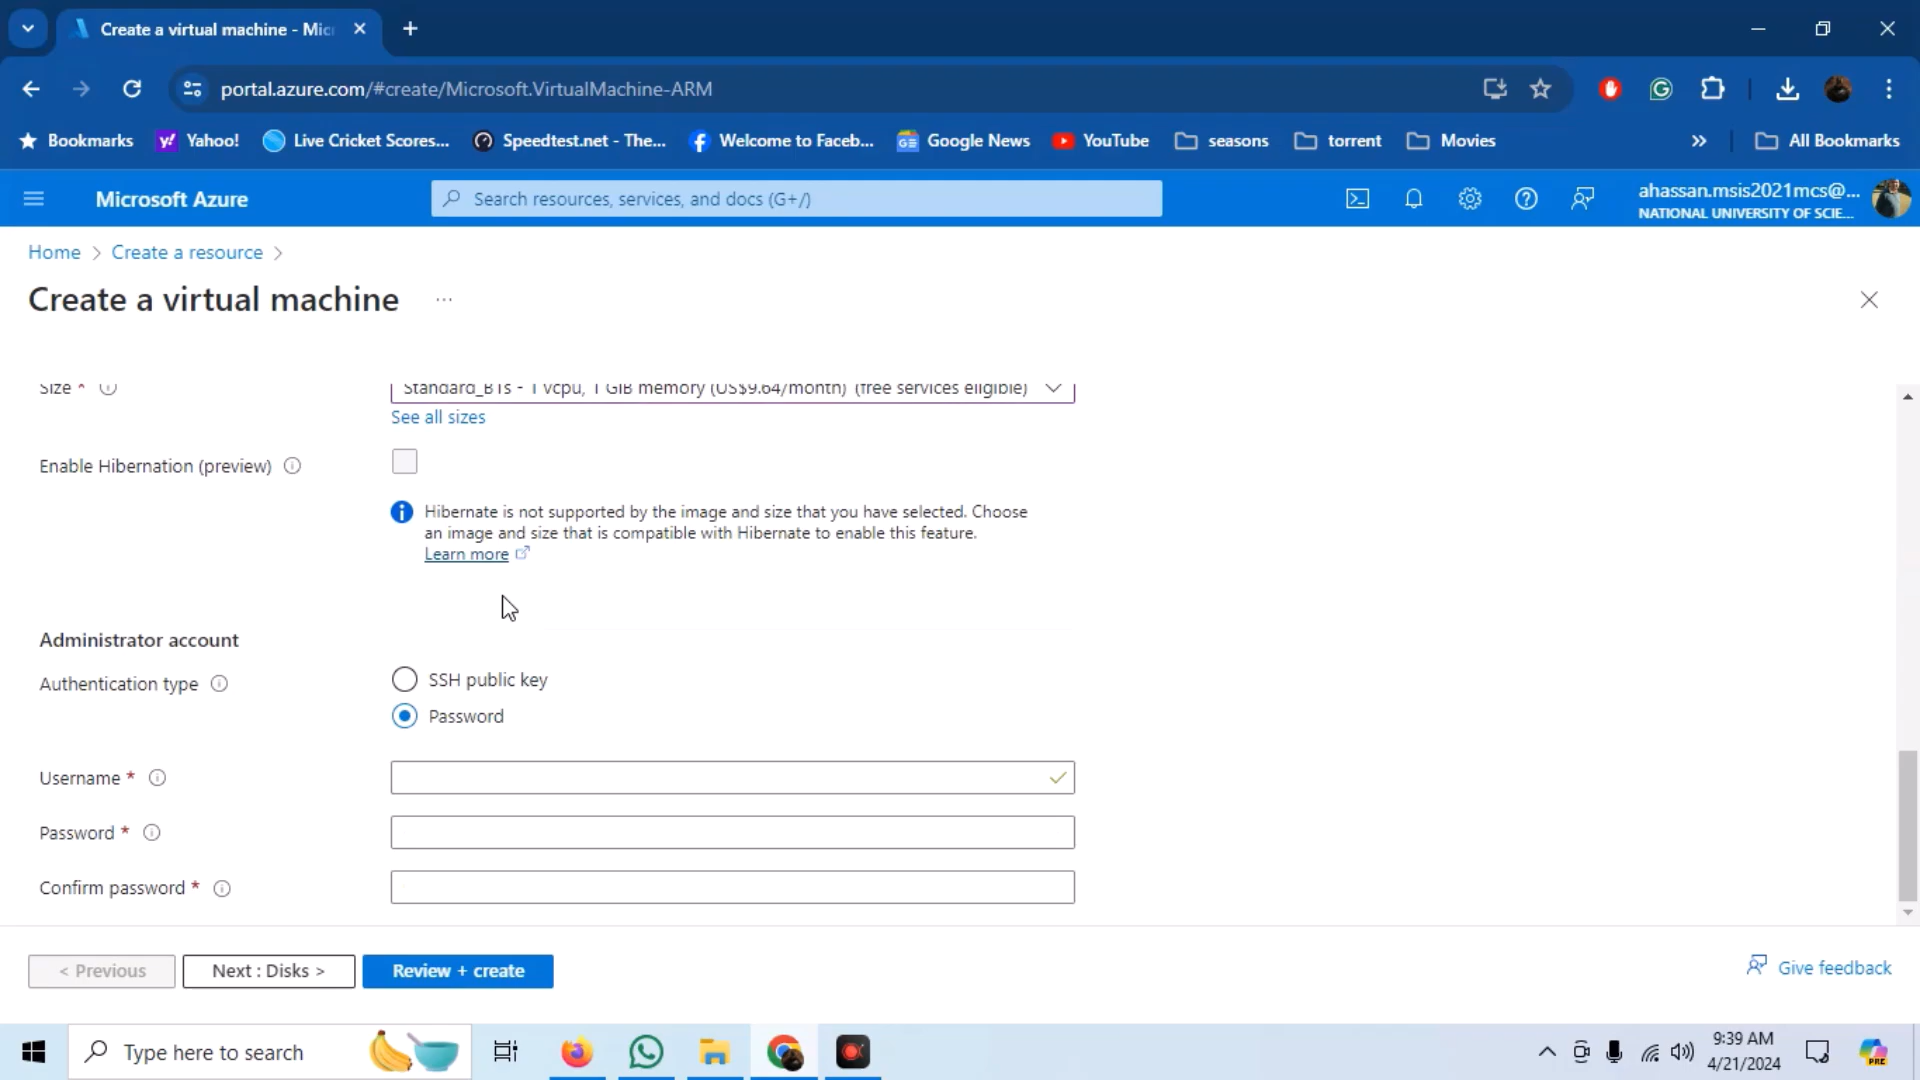 Create a virtual machine - Micr
portal.azure.com/#create/Microsoft.VirtualMachine-ARM
Bookmarks
Yahoo!
Live Cricket Scores...
Speedtest.net - The...
Welcome to Faceb...
Google News
YouTube
seasons
torrent
Movies
All Bookmarks
Microsoft Azure
Search resources, services, and docs (G+/)
ahassan.msis2021mcs@...
NATIONAL UNIVERSITY OF SCIE...
Home > Create a resource >
Create a virtual machine ...
Size *
Standard_B1s - 1 vcpu, 1 GiB memory (US$9.64/month) (free services eligible)
See all sizes
Enable Hibernation (preview)
Hibernate is not supported by the image and size that you have selected. Choose
an image and size that is compatible with Hibernate to enable this feature.
Learn more
Administrator account
Authentication type
SSH public key
Password
Username *
Password *
Confirm password *
< Previous
Next : Disks >
Review + create
Give feedback
Type here to search
9:39 AM
4/21/2024
PRE